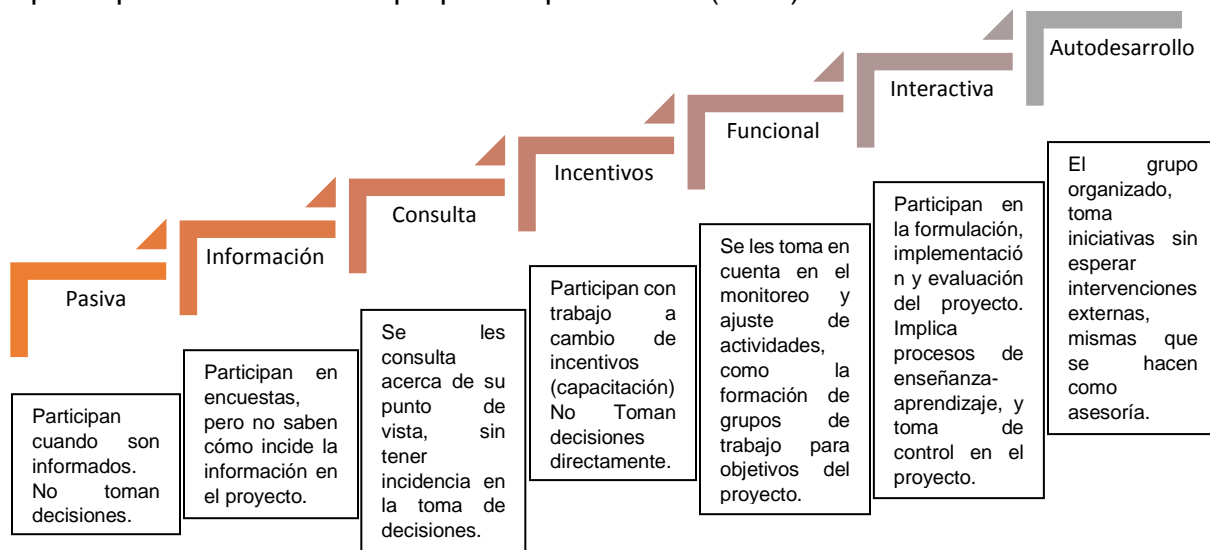 Pasiva
Participan
cuando son
informados.
No toman
decisiones.
Información
Participan en
encuestas,
pero no saben
cómo incide la
información en
el proyecto.
Consulta
Se les
consulta
acerca de su
punto de
vista, sin
tener
incidencia en
la toma de
decisiones.
Incentivos
Participan con
trabajo a
cambio de
incentivos
(capacitación)
No Toman
decisiones
directamente.
Funcional
Se les toma en
cuenta en el
monitoreo y
ajuste de
actividades,
como la
formación de
grupos de
trabajo para
objetivos del
proyecto.
Interactiva
Participan en
la formulación,
implementació
n y evaluación
del proyecto.
Implica
procesos de
enseñanza-
aprendizaje, y
toma de
control en el
proyecto.
Autodesarrollo
El grupo
organizado,
toma
iniciativas sin
esperar
intervenciones
externas,
mismas que
se hacen
como
asesoría.